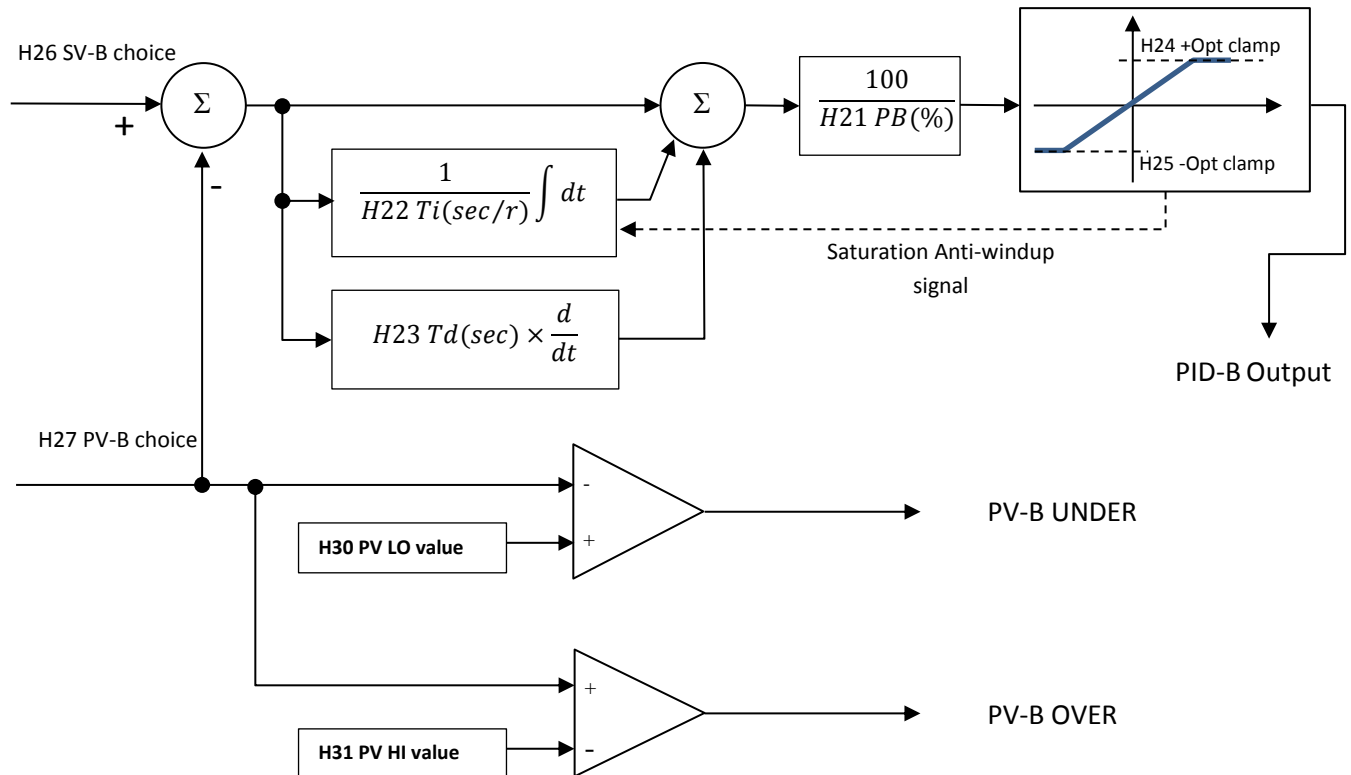 H26 SV-B choice
+
-
Σ
Σ
100
H21 PB(%)
H24 +Opt clamp
H25 -Opt clamp
1
H22 Ti(sec/r) ∫ dt
Saturation Anti-windup
signal
H23 Td(sec) × d
dt
PID-B Output
H27 PV-B choice
-
+
H30 PV LO value
PV-B UNDER
+
-
H31 PV HI value
PV-B OVER